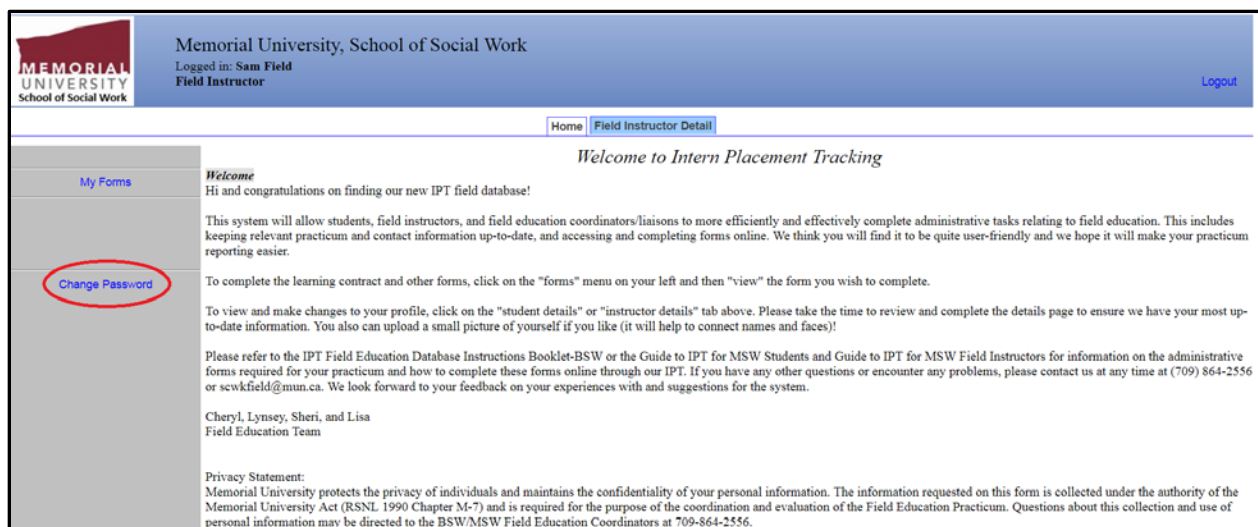 MEMORIAL
UNIVERSITY
School of Social Work
Memorial University, School of Social Work
Logged in: Sam Field
Field Instructor
Logout
Home
Field Instructor Detail
My Forms
Change Password
Welcome to Intern Placement Tracking
Welcome
Hi and congratulations on finding our new IPT field database!
This system will allow students, field instructors, and field education coordinators/liaisons to more efficiently and effectively complete administrative tasks relating to field education. This includes
keeping relevant practicum and contact information up-to-date, and accessing and completing forms online. We think you will find it to be quite user-friendly and we hope it will make your practicum
reporting easier.
To complete the learning contract and other forms, click on the "forms" menu on your left and then "view" the form you wish to complete.
To view and make changes to your profile, click on the "student details" or "instructor details" tab above. Please take the time to review and complete the details page to ensure we have your most up-
to-date information. You also can upload a small picture of yourself if you like (it will help to connect names and faces)!
Please refer to the IPT Field Education Database Instructions Booklet-BSW or the Guide to IPT for MSW Students and Guide to IPT for MSW Field Instructors for information on the administrative
forms required for your practicum and how to complete these forms online through our IPT. If you have any other questions or encounter any problems, please contact us at any time at (709) 864-2556
or scwkfield@mun.ca. We look forward to your feedback on your experiences with and suggestions for the system.
Cheryl, Lynsey, Sheri, and Lisa
Field Education Team
Privacy Statement:
Memorial University protects the privacy of individuals and maintains the confidentiality of your personal information. The information requested on this form is collected under the authority of the
Memorial University Act (RSNL 1990 Chapter M-7) and is required for the purpose of the coordination and evaluation of the Field Education Practicum. Questions about this collection and use of
personal information may be directed to the BSW/MSW Field Education Coordinators at 709-864-2556.